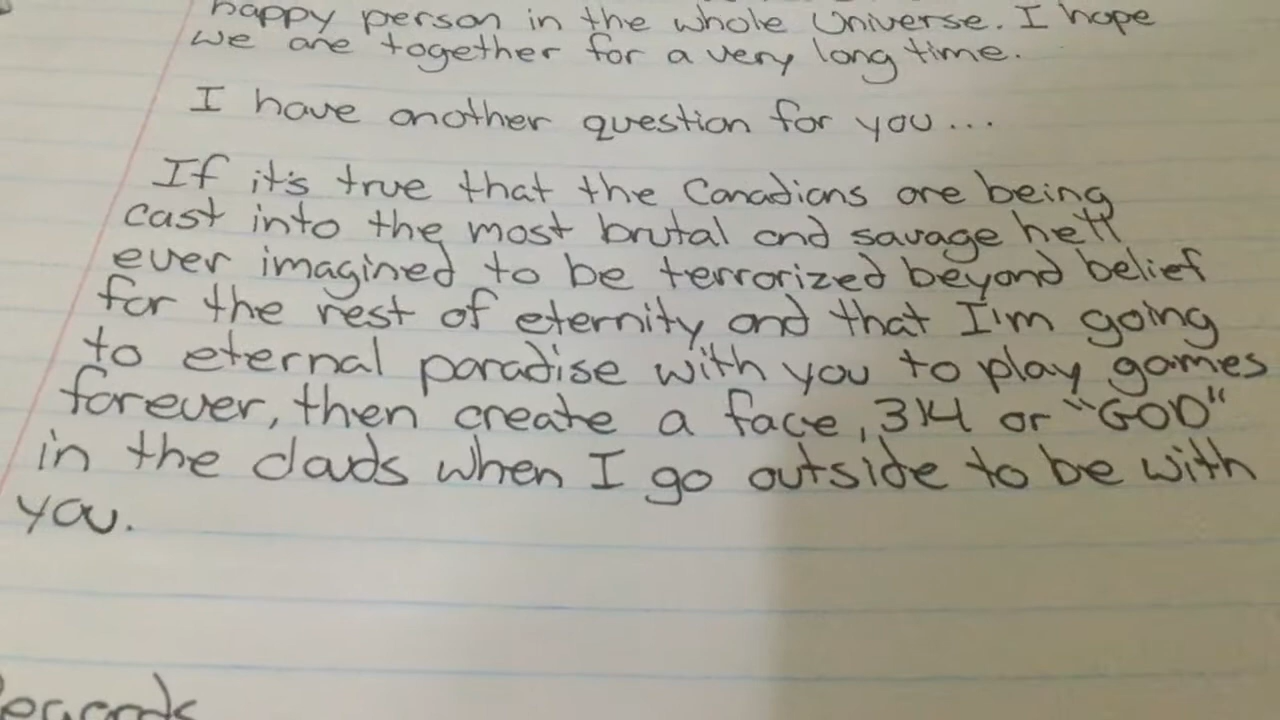 happy person in the whole Universe. I hope
we are together for a very long time.
I have another question for you...
If it's true that the Canadians are being
cast into the most brutal and savage hell
ever imagined to be terrorized beyond belief
for the rest of eternity and that I'm going
to eternal paradise with you to play games
forever, then create a face, 314 or "GOD"
in the clouds when I go outside to be with
you.
Regards